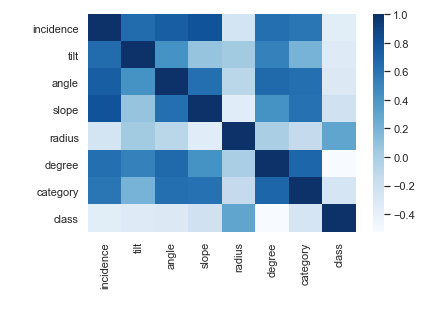 incidence
tilt
angle
slope
radius
degree
category
class
incidence
tilt
angle
slope
radius
degree
category
class
1.0
0.8
0.6
0.4
0.2
0.0
−0.2
−0.4